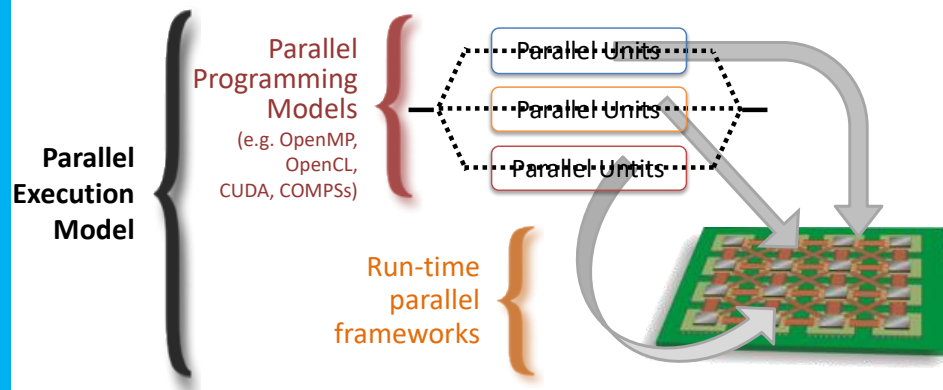 Parallel
Execution
Model
Parallel
Programming
Models
(e.g. OpenMP,
OpenCL,
CUDA, COMPSs)
Parallel Units
Parallel Units
Parallel Untits
Run-time
parallel
frameworks